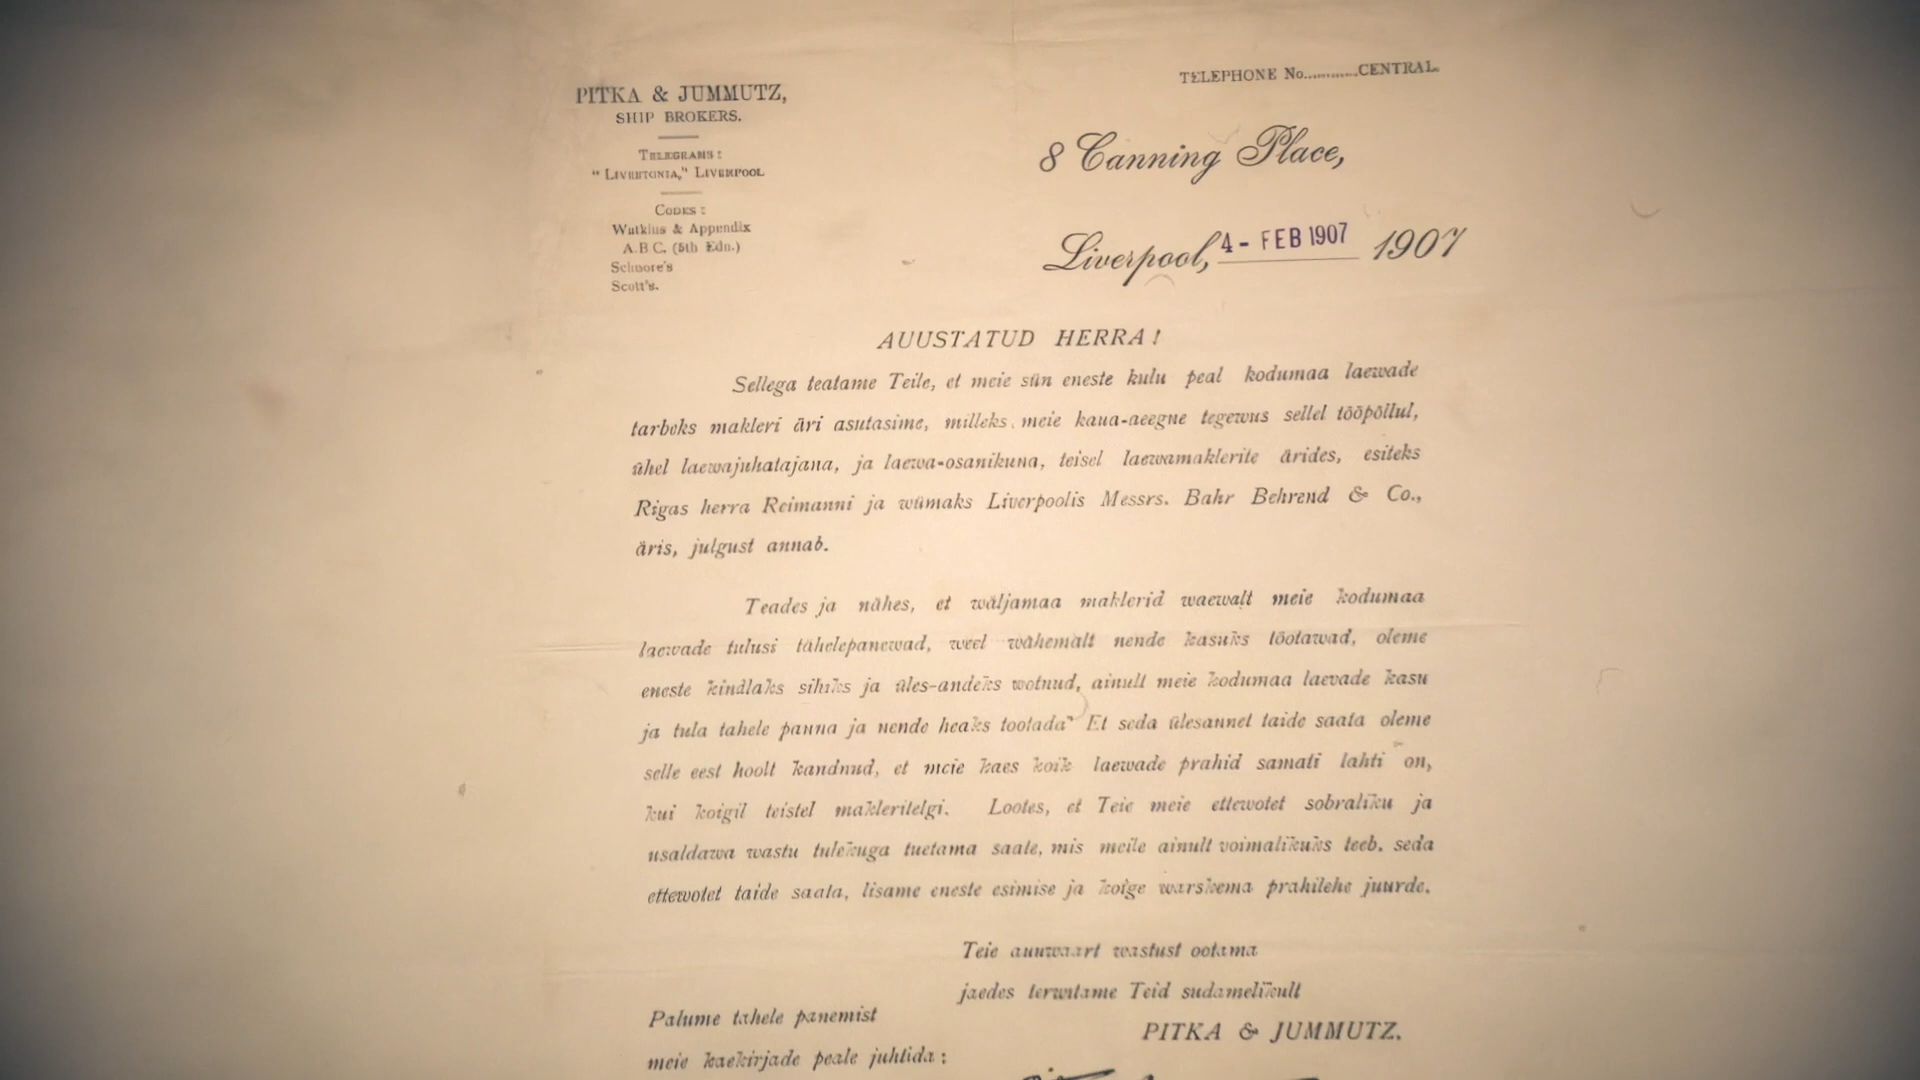 PITKA & JUMMUTZ,
SHIP BROKERS.
TELEGRAMS:
"LIVRETONIA," LIVERPOOL
CODES:
Watkins & Appendix
A.B.C. (5th Edn.)
Scott's.
TELEPHONE No............CENTRAL.
8 Canning Place,
Liverpool, 4 - FEB 1907 1907
AUUSTATUD HERRA!
Sellega teatame Teile, et meie siin eneste kulu peal kodumaa laewade
tarbeks makleri äri asutasime, milleks meie kaua-aeegne tegewus sellel tööpöllul,
ühel laewajuhatajana, ja laewa-osanikuna, teisel laewamaklerite ärides, esiteks
Rigas herra Reimanni ja wiimaks Liverpoolis Messrs. Bahr Behrend & Co.,
äris, julgust annab.
Teades ja nähes, et wäljamaa maklerid waewalt meie kodumaa
laewade tulusi tähelepanewad, weel wähemalt nende kasuks töötawad, oleme
eneste kindlaks sihiks ja üles-andeks wotnud, ainult meie kodumaa laevade kasu
ja tula tahele panna ja nende heaks tootada" Et seda ülesannet taide saata oleme
selle eest hoolt kandnud, et meie kaes koik laewade prahid samati lahti on,
kui koigil teistel makleritelgi. Lootes, et Teie meie ettewotet sobraliku ja
usaldawa wastu tulekuga tuetama saate, mis meile ainult voimalikuks teeb. seda
ettewotet taide saata, lisame eneste esimise ja koige warskema prahilehe juurde.
Teie auuwaart wastust ootama
jaedes terwitame Teid sudamelikult
PITKA & JUMMUTZ.
Palume tahele panemist
meie kaekirjade peale juhtida: